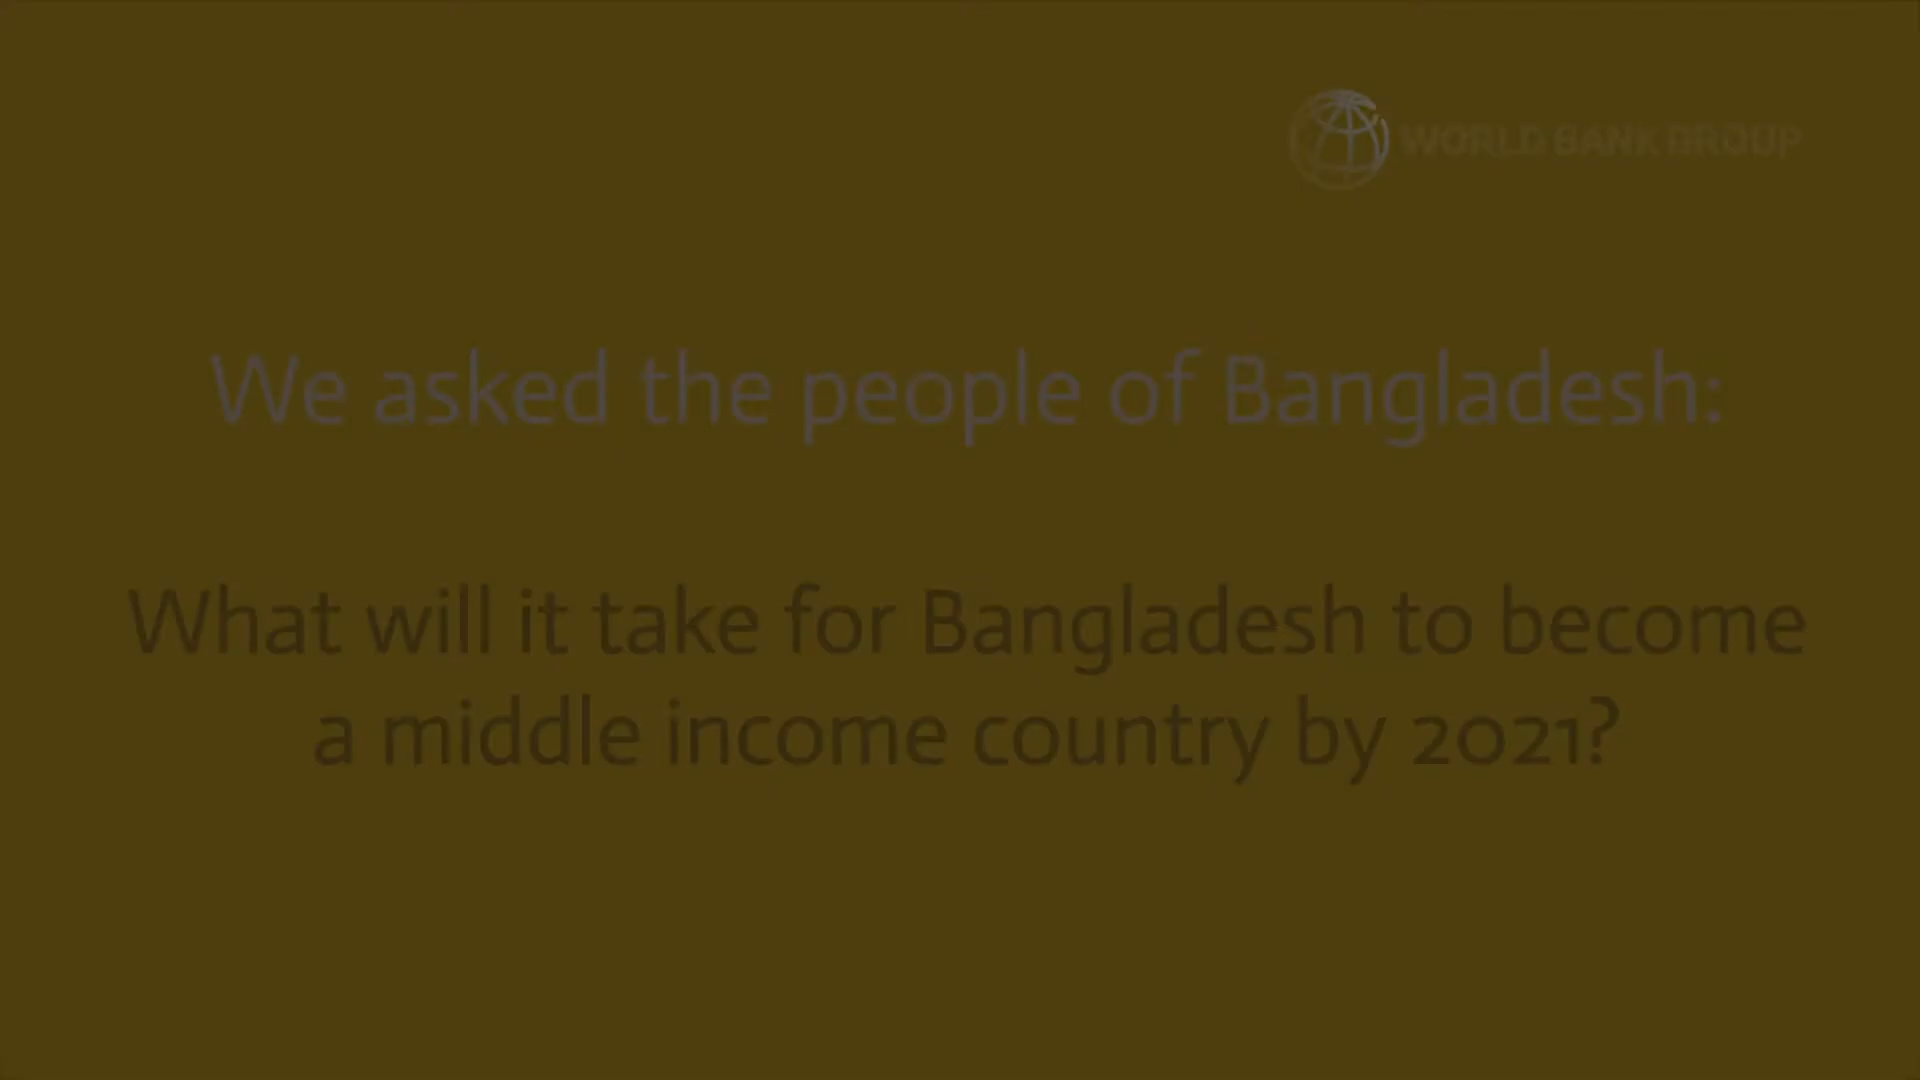 WORLD BANK GROUP
We asked the people of Bangladesh:
What will it take for Bangladesh to become
a middle income country by 2021?